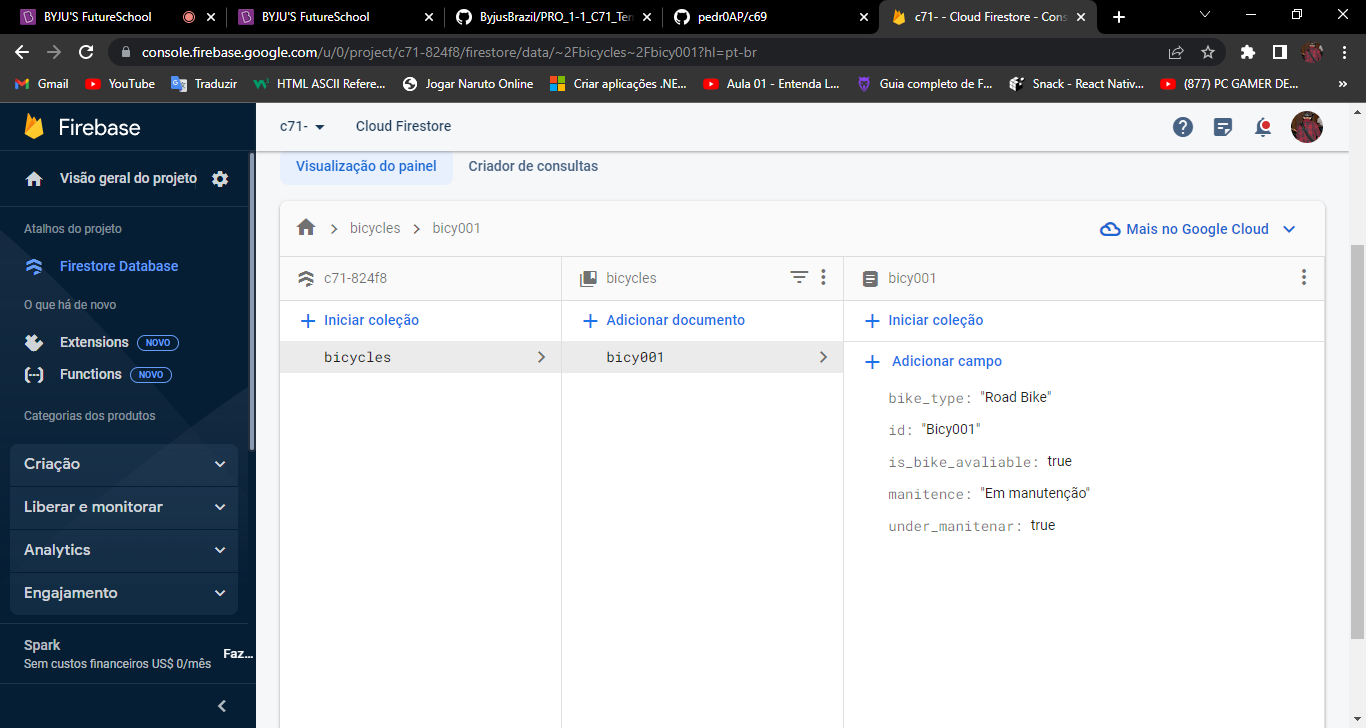 BYJU'S FutureSchool
BYJU'S FutureSchool
ByjusBrazil/PRO_1-1_C71_Ten
pedr0AP/c69
c71- - Cloud Firestore - Cons
console.firebase.google.com/u/0/project/c71-824f8/firestore/data/~2Fbicycles~2Fbicy001?hl=pt-br
Gmail
YouTube
Traduzir
HTML ASCII Refere...
Jogar Naruto Online
Criar aplicações .NE...
Aula 01 - Entenda L...
Guia completo de F...
Snack - React Nativ...
(877) PC GAMER DE...
»
Firebase
c71-
Cloud Firestore
Visão geral do projeto
Atalhos do projeto
Firestore Database
O que há de novo
Extensions NOVO
Functions NOVO
Categorias dos produtos
Criação
Liberar e monitorar
Analytics
Engajamento
Spark
Sem custos financeiros US$ 0/mês
Faz...
Visualização do painel
Criador de consultas
bicycles
bicy001
Mais no Google Cloud
c71-824f8
Iniciar coleção
bicycles
bicycles
Adicionar documento
bicy001
bicy001
Iniciar coleção
Adicionar campo
bike_type: "Road Bike"
id: "Bicy001"
is_bike_avaliable: true
manitence: "Em manutenção"
under_manitenar: true